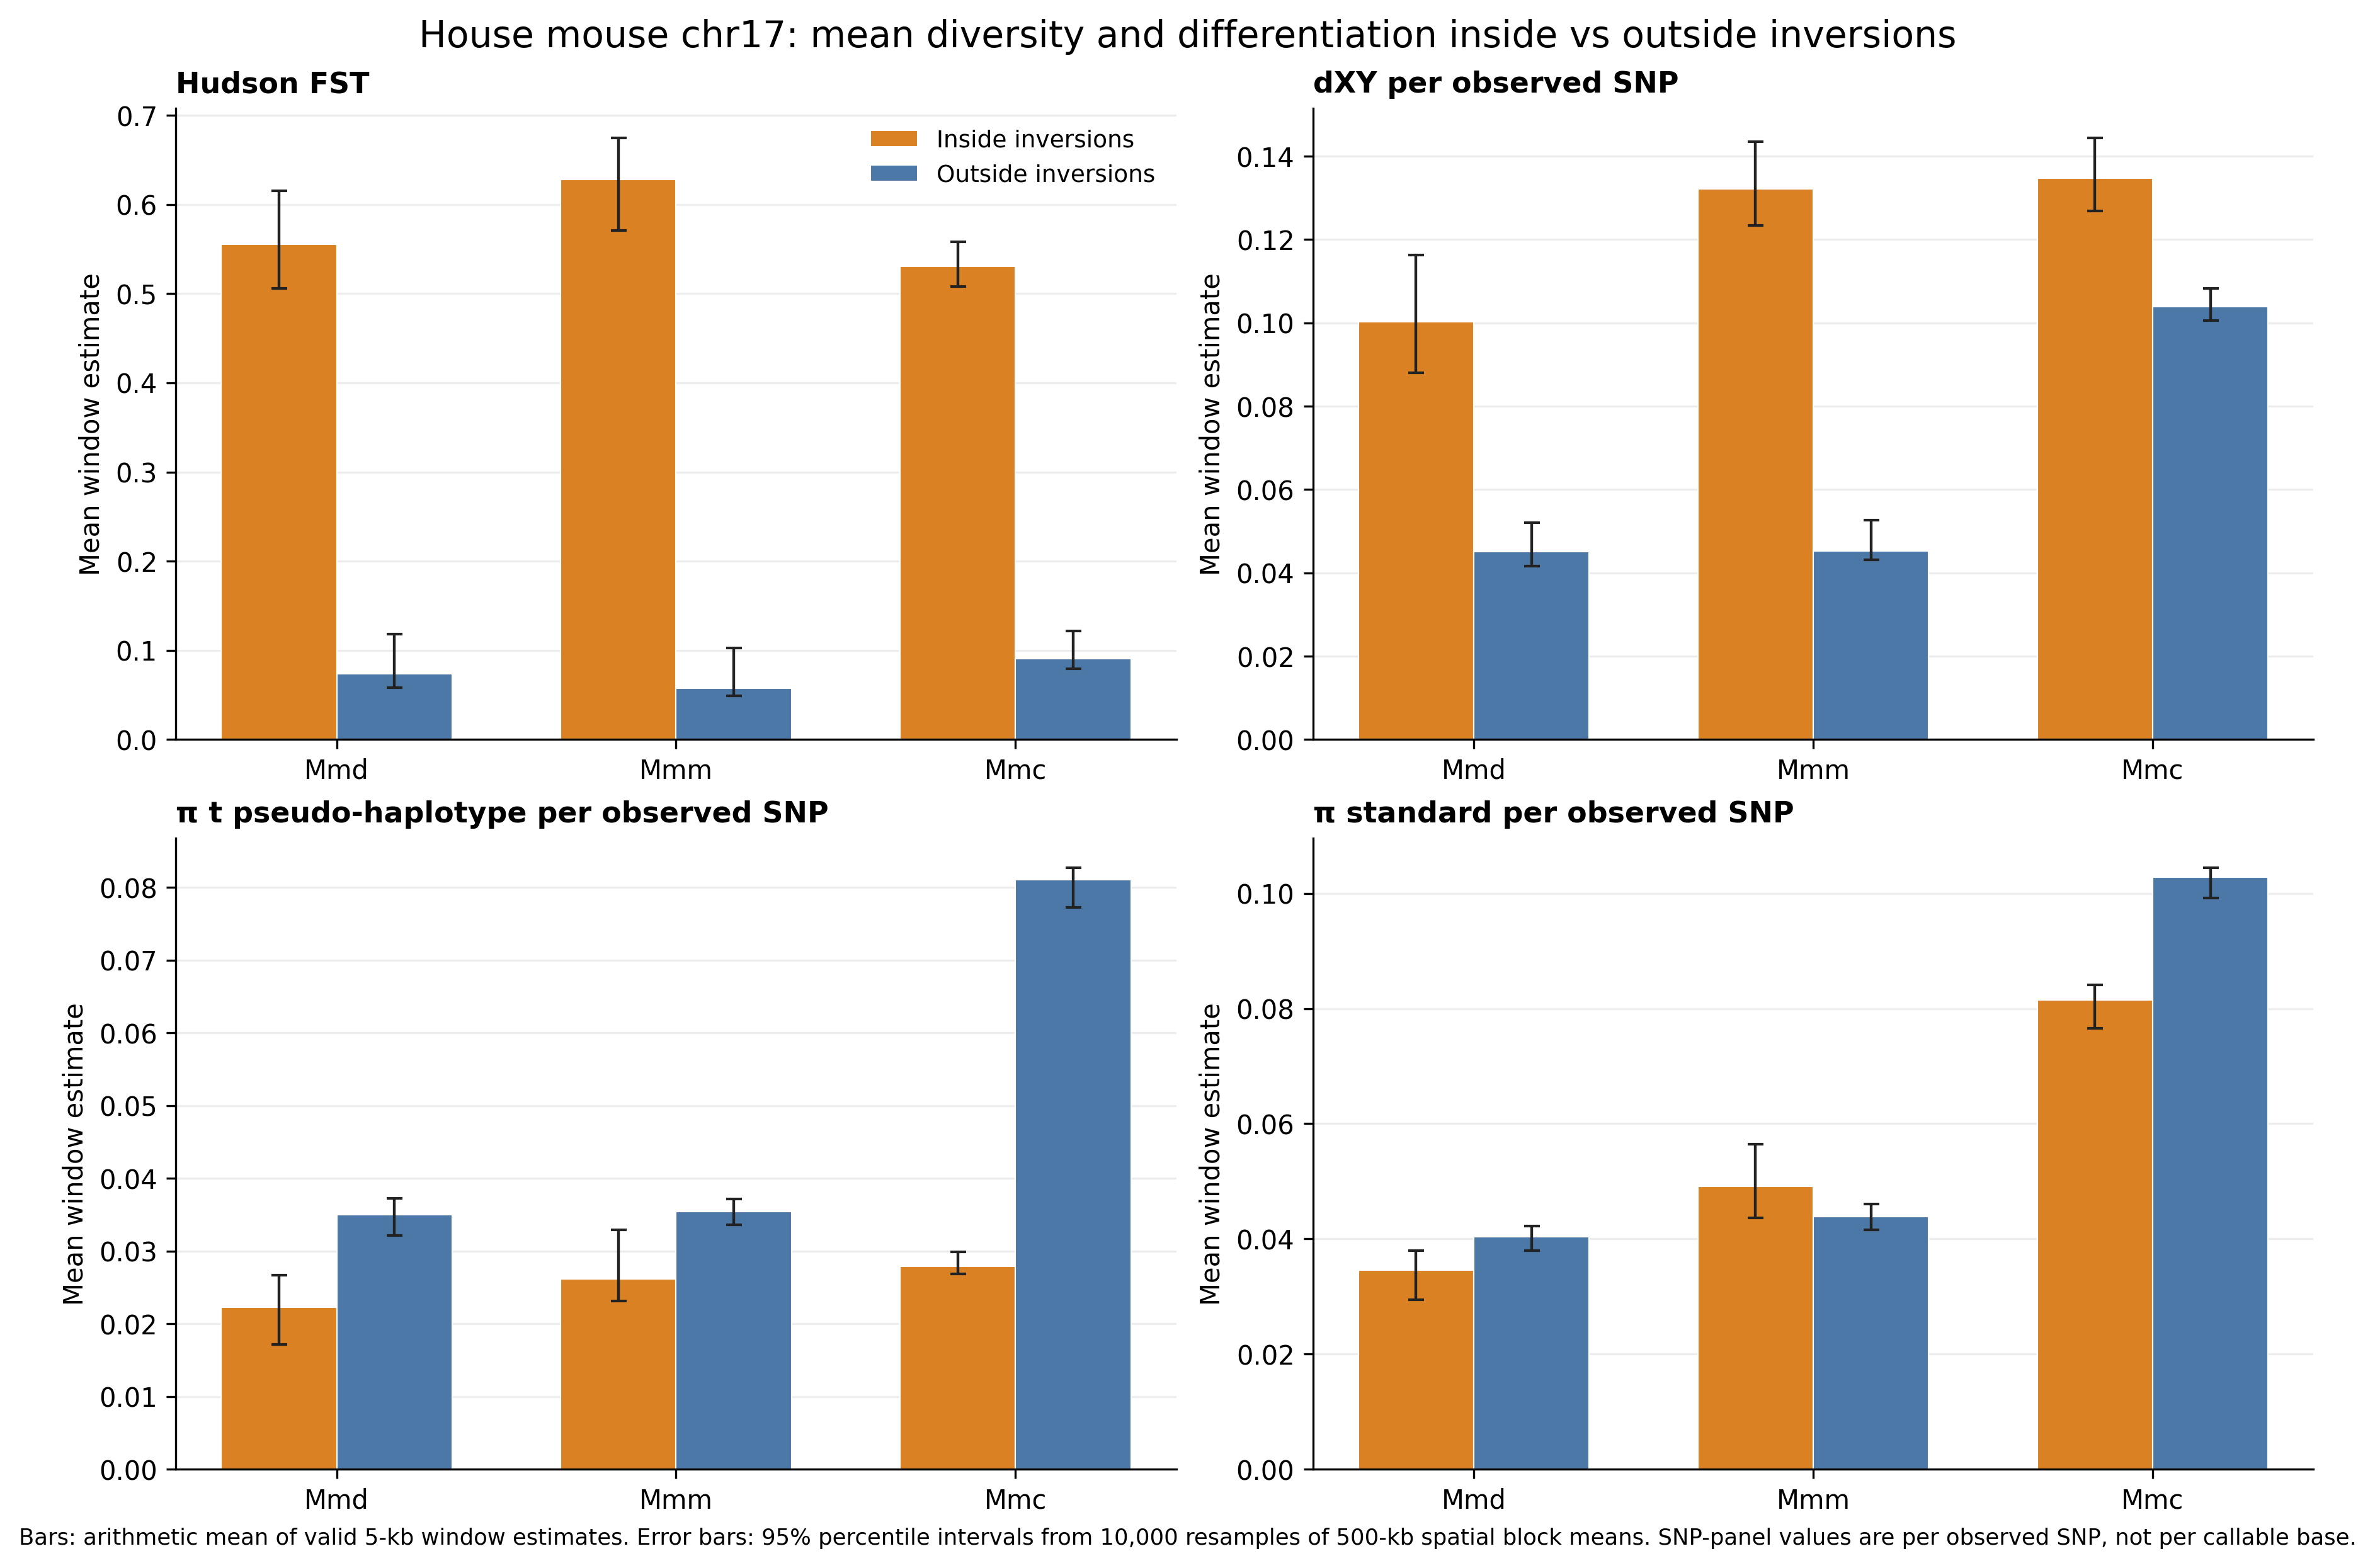 House mouse chr17: mean diversity and differentiation inside vs outside inversions
Hudson FST
Mean window estimate
0.7
0.6
0.5
0.4
0.3
0.2
0.1
0.0
Inside inversions
Outside inversions
Mmd
Mmm
Mmc
dXY per observed SNP
Mean window estimate
0.14
0.12
0.10
0.08
0.06
0.04
0.02
0.00
Mmd
Mmm
Mmc
π t pseudo-haplotype per observed SNP
Mean window estimate
0.08
0.07
0.06
0.05
0.04
0.03
0.02
0.01
0.00
Mmd
Mmm
Mmc
π standard per observed SNP
Mean window estimate
0.10
0.08
0.06
0.04
0.02
0.00
Mmd
Mmm
Mmc
Bars: arithmetic mean of valid 5-kb window estimates. Error bars: 95% percentile intervals from 10,000 resamples of 500-kb spatial block means. SNP-panel values are per observed SNP, not per callable base.